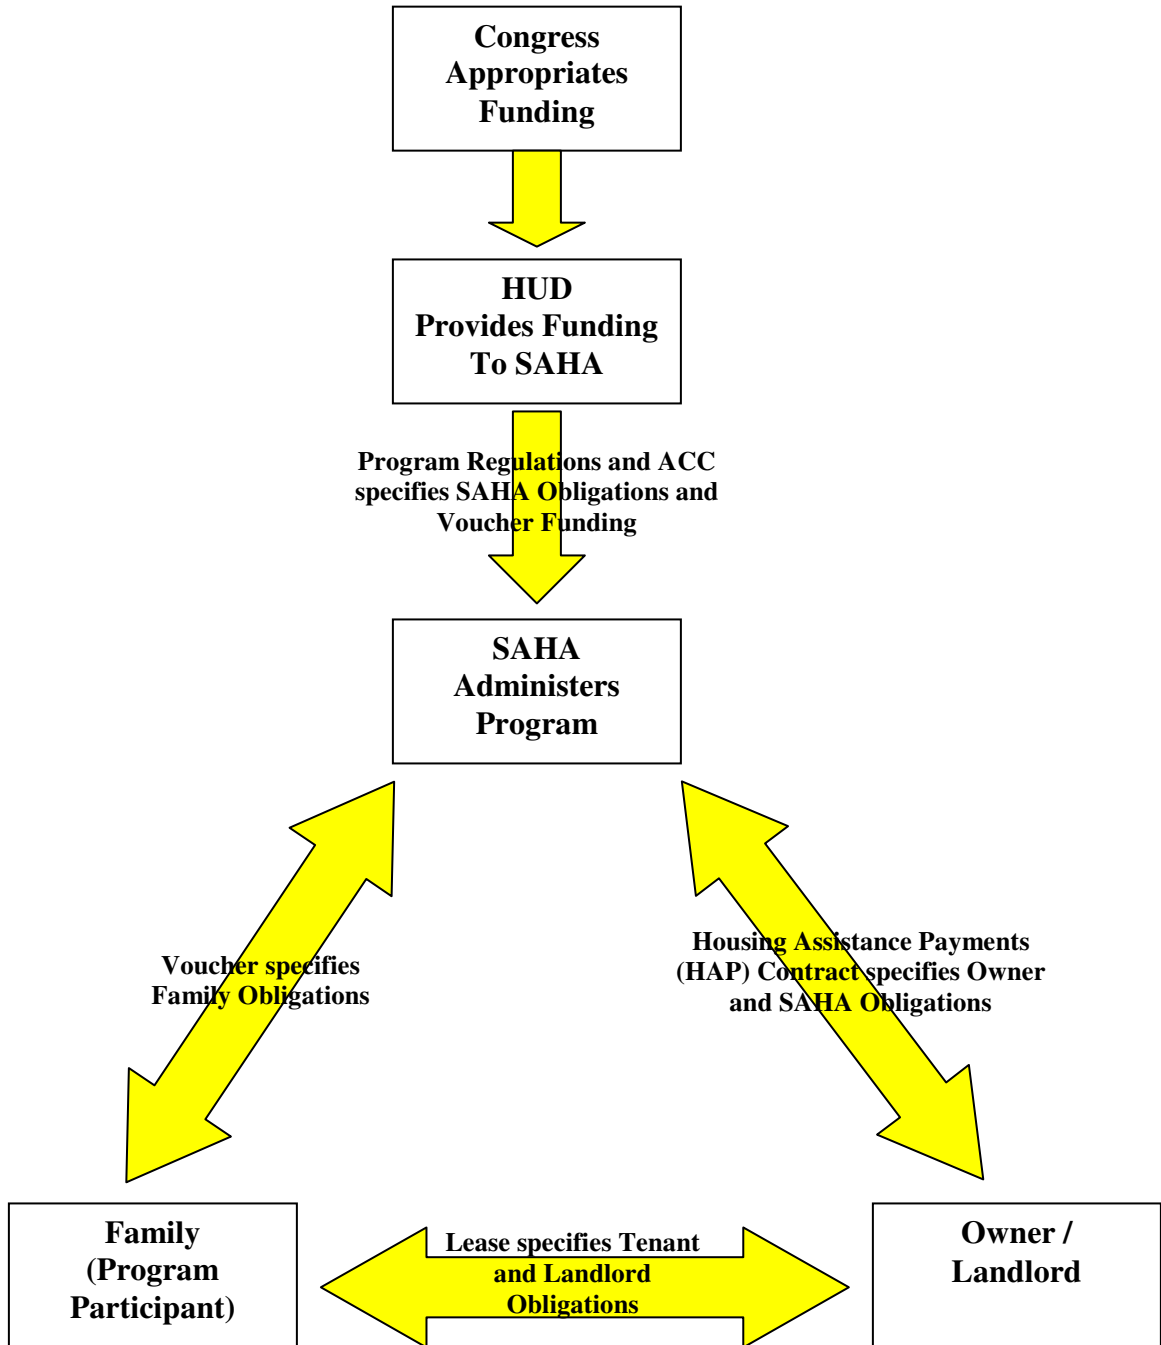 Congress
Appropriates
Funding
HUD
Provides Funding
To SAHA
Program Regulations and ACC
specifies SAHA Obligations and
Voucher Funding
SAHA
Administers
Program
Voucher specifies
Family Obligations
Housing Assistance Payments
(HAP) Contract specifies Owner
and SAHA Obligations
Family
(Program
Participant)
Lease specifies Tenant
and Landlord
Obligations
Owner /
Landlord